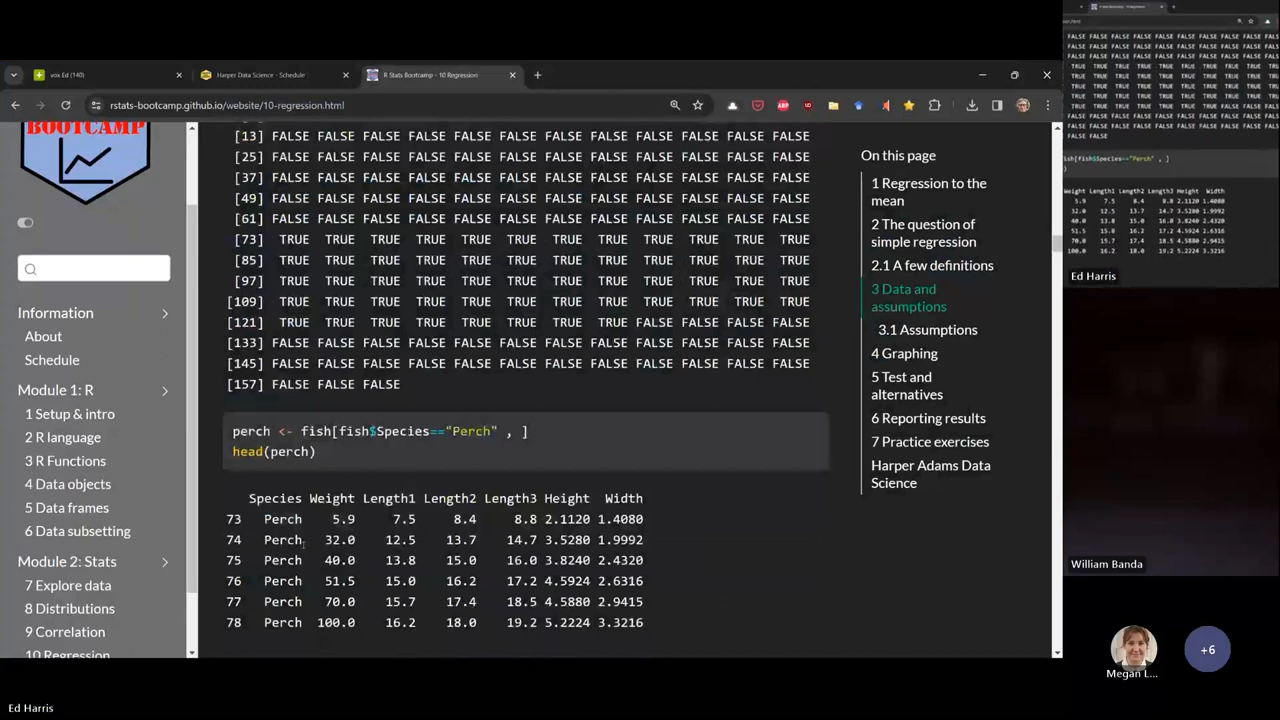 vox Ed (140)
Harper Data Science - Schedule
R Stats Bootcamp - 10 Regression
rstats-bootcamp.github.io/website/10-regression.html
BOOTCAMP
Information
About
Schedule
Module 1: R
1 Setup & intro
2 R language
3 R Functions
4 Data objects
5 Data frames
6 Data subsetting
Module 2: Stats
7 Explore data
8 Distributions
9 Correlation
10 Regression
[13] FALSE FALSE FALSE FALSE FALSE FALSE FALSE FALSE FALSE FALSE FALSE FALSE
[25] FALSE FALSE FALSE FALSE FALSE FALSE FALSE FALSE FALSE FALSE FALSE FALSE
[37] FALSE FALSE FALSE FALSE FALSE FALSE FALSE FALSE FALSE FALSE FALSE FALSE
[49] FALSE FALSE FALSE FALSE FALSE FALSE FALSE FALSE FALSE FALSE FALSE FALSE
[61] FALSE FALSE FALSE FALSE FALSE FALSE FALSE FALSE FALSE FALSE FALSE FALSE
[73] TRUE TRUE TRUE TRUE TRUE TRUE TRUE TRUE TRUE TRUE TRUE TRUE
[85] TRUE TRUE TRUE TRUE TRUE TRUE TRUE TRUE TRUE TRUE TRUE TRUE
[97] TRUE TRUE TRUE TRUE TRUE TRUE TRUE TRUE TRUE TRUE TRUE TRUE
[109] TRUE TRUE TRUE TRUE TRUE TRUE TRUE TRUE TRUE TRUE TRUE TRUE
[121] TRUE TRUE TRUE TRUE TRUE TRUE TRUE TRUE FALSE FALSE FALSE FALSE
[133] FALSE FALSE FALSE FALSE FALSE FALSE FALSE FALSE FALSE FALSE FALSE FALSE
[145] FALSE FALSE FALSE FALSE FALSE FALSE FALSE FALSE FALSE FALSE FALSE FALSE
[157] FALSE FALSE FALSE
perch <- fish[fish$Species=="Perch" , ]
head(perch)
Species Weight Length1 Length2 Length3 Height Width
73 Perch 5.9 7.5 8.4 8.8 2.1120 1.4080
74 Perch 32.0 12.5 13.7 14.7 3.5280 1.9992
75 Perch 40.0 13.8 15.0 16.0 3.8240 2.4320
76 Perch 51.5 15.0 16.2 17.2 4.5924 2.6316
77 Perch 70.0 15.7 17.4 18.5 4.5880 2.9415
78 Perch 100.0 16.2 18.0 19.2 5.2224 3.3216
On this page
1 Regression to the
mean
2 The question of
simple regression
2.1 A few definitions
3 Data and
assumptions
3.1 Assumptions
4 Graphing
5 Test and
alternatives
6 Reporting results
7 Practice exercises
Harper Adams Data
Science
Ed Harris
William Banda
Megan L...
+6
Ed Harris